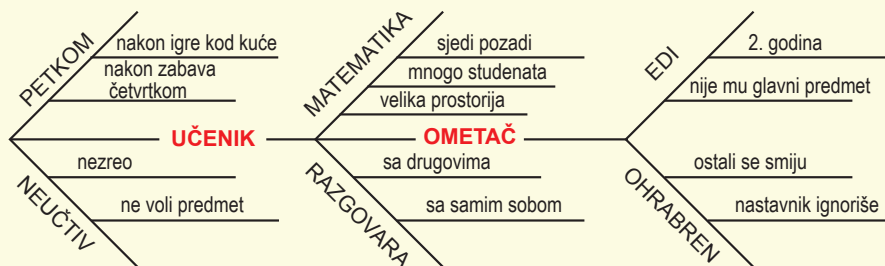 PETKOM
nakon igre kod kuće
nakon zabava
četvrtkom
MATEMATIKA
sjedi pozadi
mnogo studenata
velika prostorija
EDI
2. godina
nije mu glavni predmet
UČENIK
OMETAČ
NEUČTIV
nezreo
ne voli predmet
RAZGOVARA
sa drugovima
sa samim sobom
OHRABREN
ostali se smiju
nastavnik ignoriše